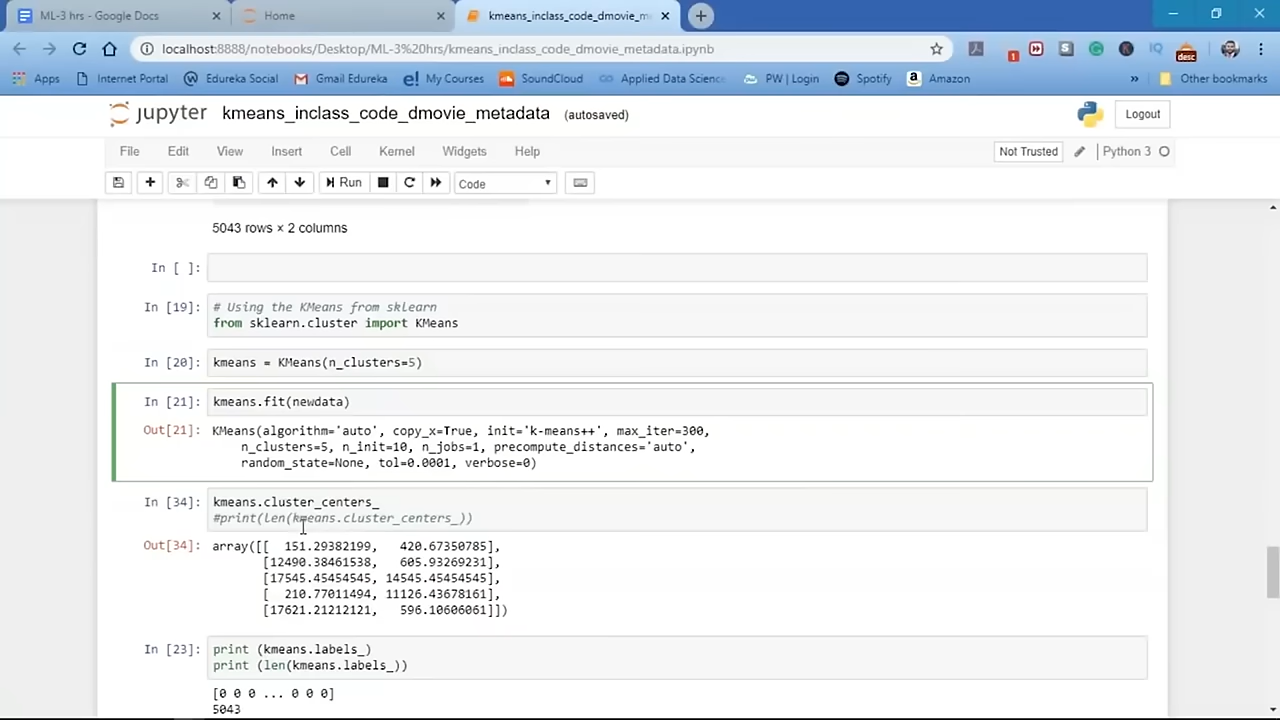 ML-3 hrs - Google Docs
Home
kmeans_inclass_code_dmovie_m
localhost:8888/notebooks/Desktop/ML-3%20hrs/kmeans_inclass_code_dmovie_metadata.ipynb
Apps Internet Portal Edureka Social Gmail Edureka My Courses SoundCloud Applied Data Scienc PW | Login Spotify Amazon » Other bookmarks
jupyter kmeans_inclass_code_dmovie_metadata (autosaved) Logout
File Edit View Insert Cell Kernel Widgets Help Not Trusted Python 3
Run Code
5043 rows × 2 columns
In [ ]:
In [19]: # Using the KMeans from sklearn
from sklearn.cluster import KMeans
In [20]: kmeans = KMeans(n_clusters=5)
In [21]: kmeans.fit(newdata)
Out[21]: KMeans(algorithm='auto', copy_x=True, init='k-means++', max_iter=300,
n_clusters=5, n_init=10, n_jobs=1, precompute_distances='auto',
random_state=None, tol=0.0001, verbose=0)
In [34]: kmeans.cluster_centers_
#print(len(kmeans.cluster_centers_))
Out[34]: array([[ 151.29382199, 420.67350785],
[12490.38461538, 605.93269231],
[17545.45454545, 14545.45454545],
[ 210.77011494, 11126.43678161],
[17621.21212121, 596.10606061]])
In [23]: print (kmeans.labels_)
print (len(kmeans.labels_))
[0 0 0 ... 0 0 0]
5043